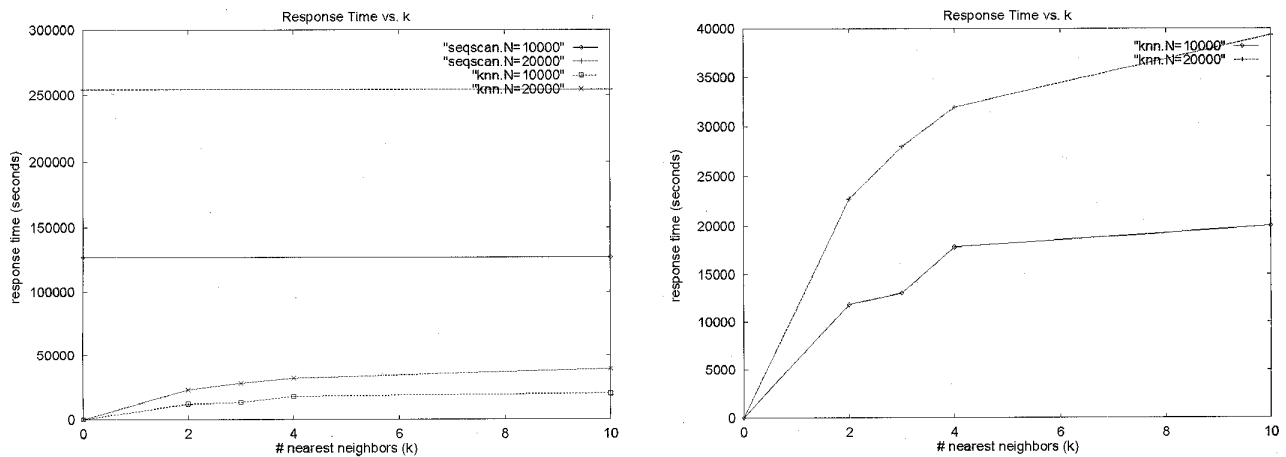 Response Time vs. k
300000
250000
200000
150000
100000
50000
0
response time (seconds)
"seqscan.N=10000"
"seqscan.N=20000"
"knn.N=10000"
"knn.N=20000"
0 2 4 6 8 10
# nearest neighbors (k)
Response Time vs. k
40000
35000
30000
25000
20000
15000
10000
5000
0
response time (seconds)
"knn.N=10000"
"knn.N=20000"
0 2 4 6 8 10
# nearest neighbors (k)